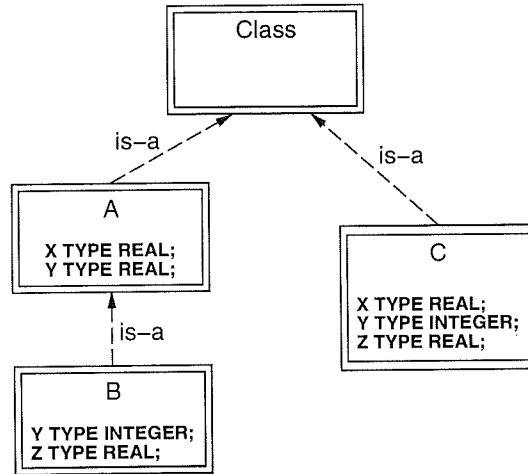 Class
is-a
is-a
A
X TYPE REAL;
Y TYPE REAL;
C
X TYPE REAL;
Y TYPE INTEGER;
Z TYPE REAL;
is-a
B
Y TYPE INTEGER;
Z TYPE REAL;